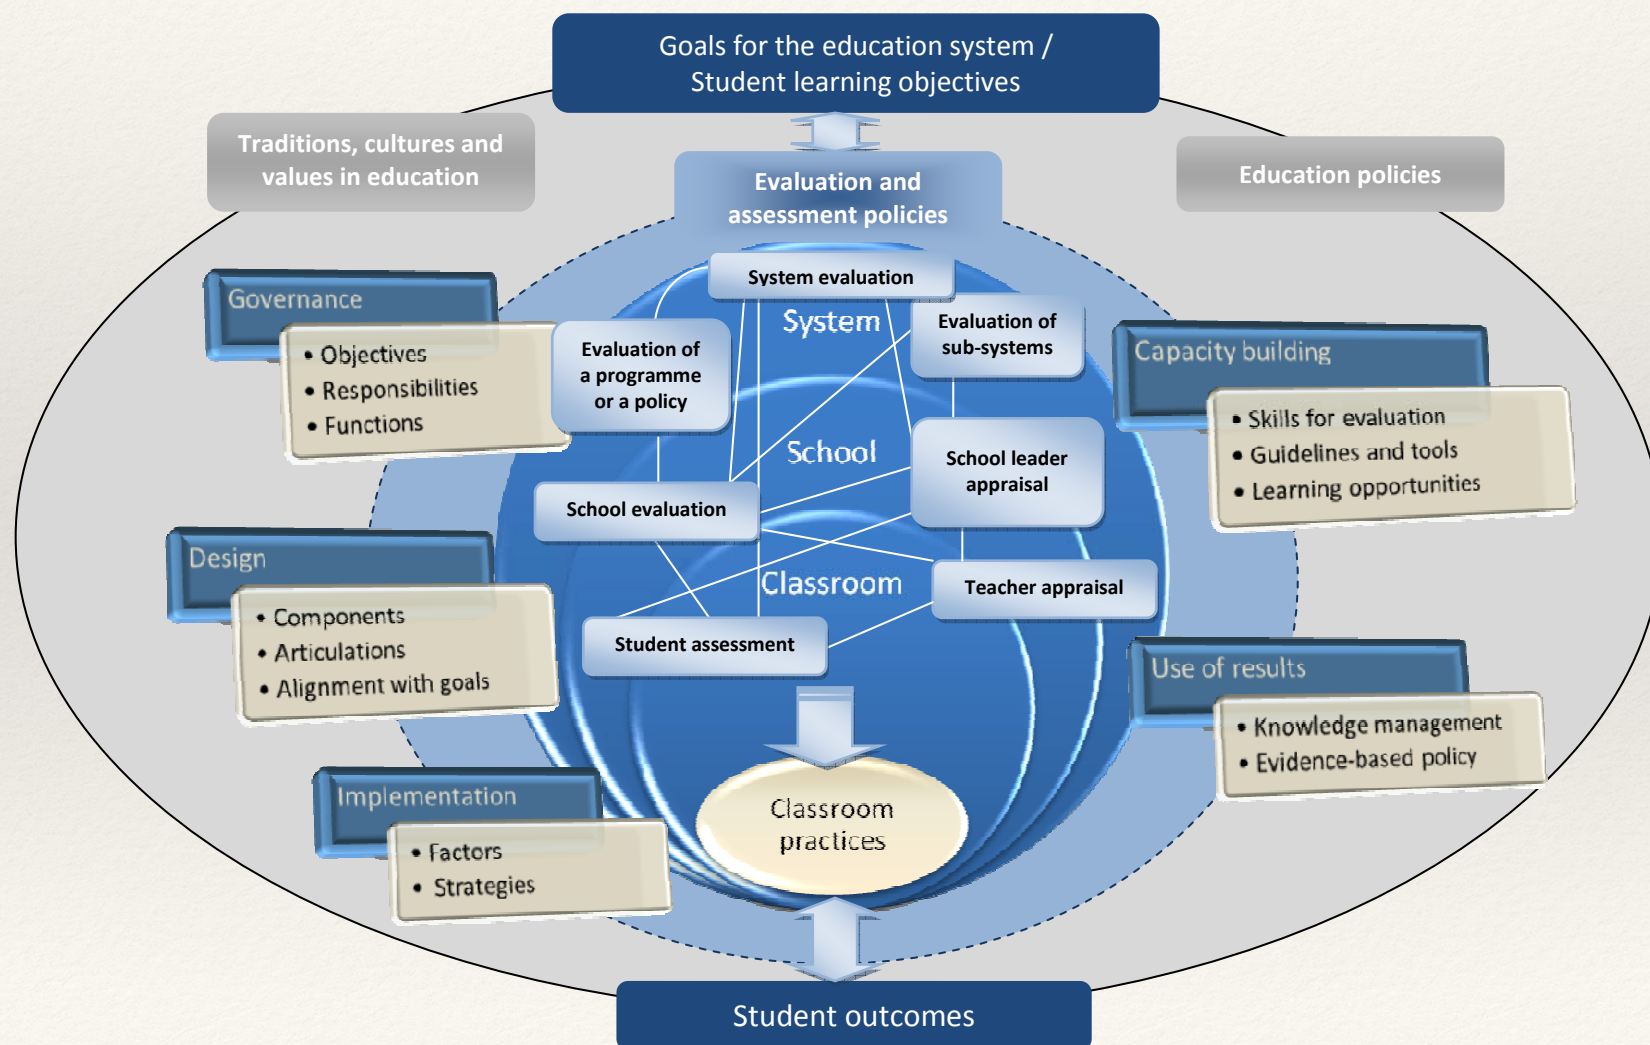 Goals for the education system /
Student learning objectives
Traditions, cultures and
values in education
Education policies
Evaluation and
assessment policies
System evaluation
System
Evaluation of
sub-systems
Evaluation of
a programme
or a policy
School
School leader
appraisal
School evaluation
Classroom
Teacher appraisal
Student assessment
Classroom
practices
Governance
• Objectives
• Responsibilities
• Functions
Design
• Components
• Articulations
• Alignment with goals
Implementation
• Factors
• Strategies
Capacity building
• Skills for evaluation
• Guidelines and tools
• Learning opportunities
Use of results
• Knowledge management
• Evidence-based policy
Student outcomes